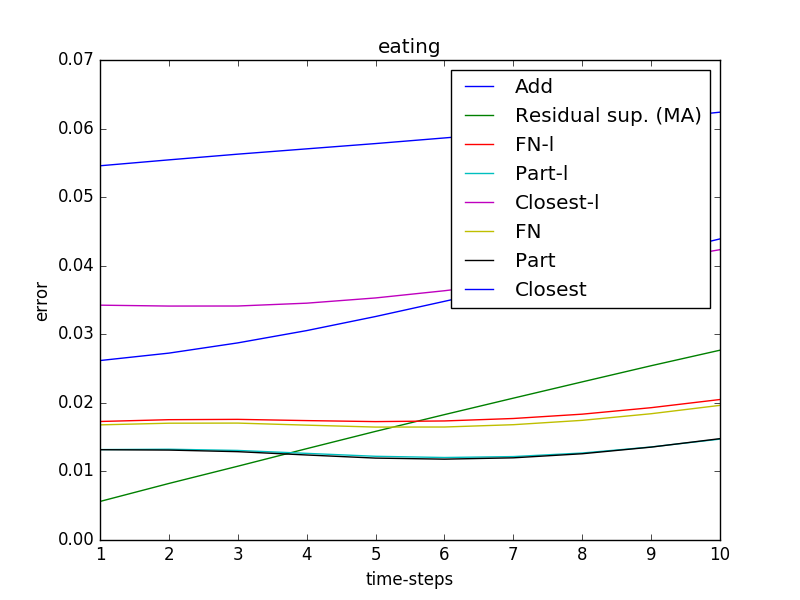 eating
0.07
0.06
0.05
0.04
0.03
0.02
0.01
0.00
error
Add
Residual sup. (MA)
FN-l
Part-l
Closest-l
FN
Part
Closest
1 2 3 4 5 6 7 8 9 10
time-steps